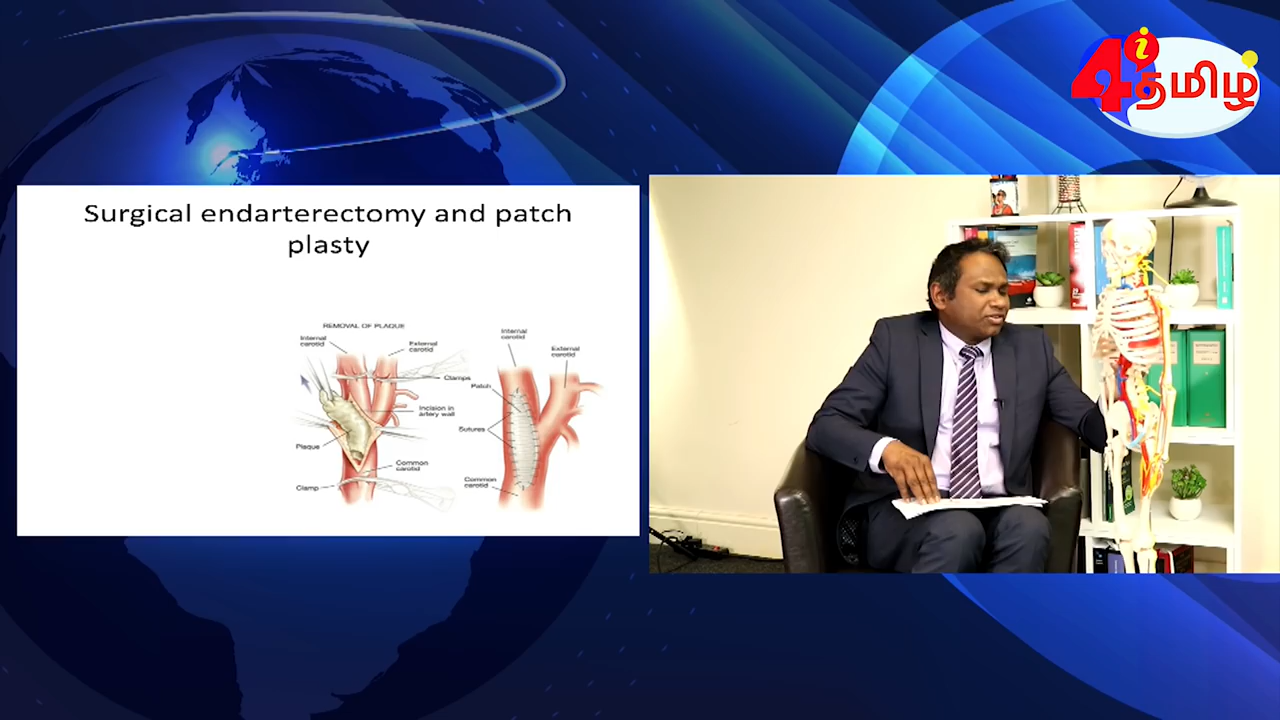 4i தமிழ்
Surgical endarterectomy and patch
plasty
REMOVAL OF PLAQUE
Internal
carotid
External
carotid
Clamps
Incision in
artery wall
Plaque
Common
carotid
Clamp
Internal
carotid
External
carotid
Patch
Sutures
Common
carotid